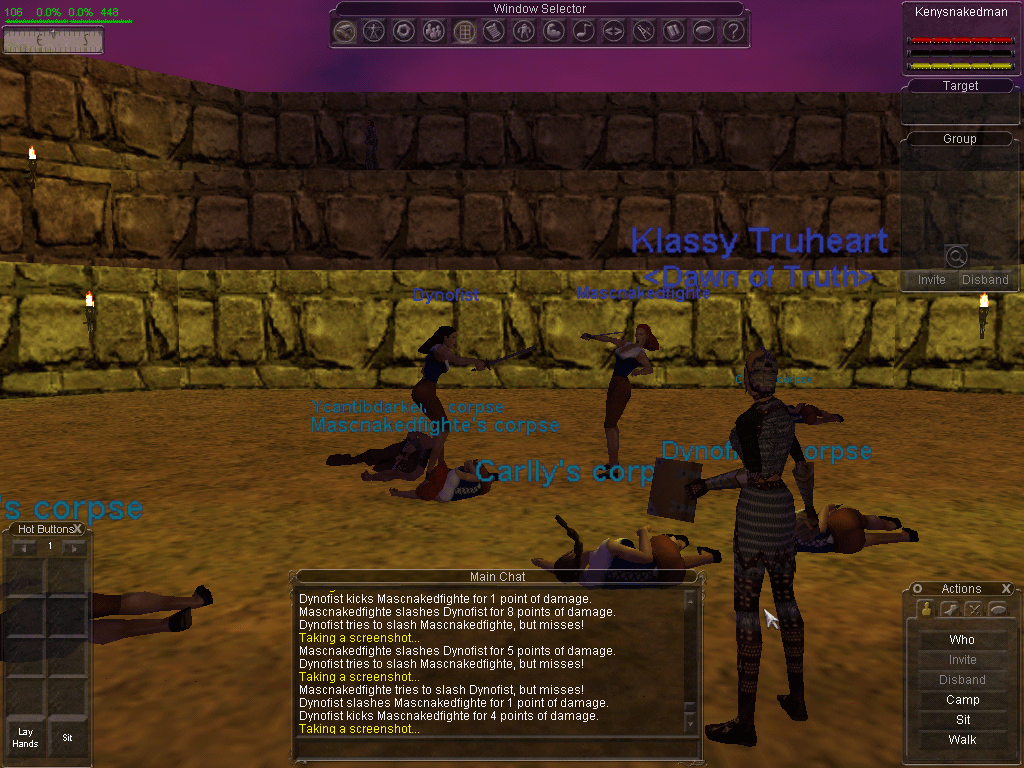 106 0.0% 0.0% 448
Window Selector
Kenysnakedman
Target
Group
Invite Disband
Klassy Truheart
<Dawn of Truth>
Dynofist
Mascnakedfighte
corpse
Mascnakedfighte's corpse
Carlly's corp
's corpse
Hot Buttons X
1
Lay
Hands
Sit
Main Chat
Dynofist kicks Mascnakedfighte for 1 point of damage.
Mascnakedfighte slashes Dynofist for 8 points of damage.
Dynofist tries to slash Mascnakedfighte, but misses!
Taking a screenshot...
Mascnakedfighte slashes Dynofist for 5 points of damage.
Dynofist tries to slash Mascnakedfighte, but misses!
Taking a screenshot...
Mascnakedfighte tries to slash Dynofist, but misses!
Dynofist slashes Mascnakedfighte for 1 point of damage.
Dynofist kicks Mascnakedfighte for 4 points of damage.
Taking a screenshot...
Actions X
Who
Invite
Disband
Camp
Sit
Walk